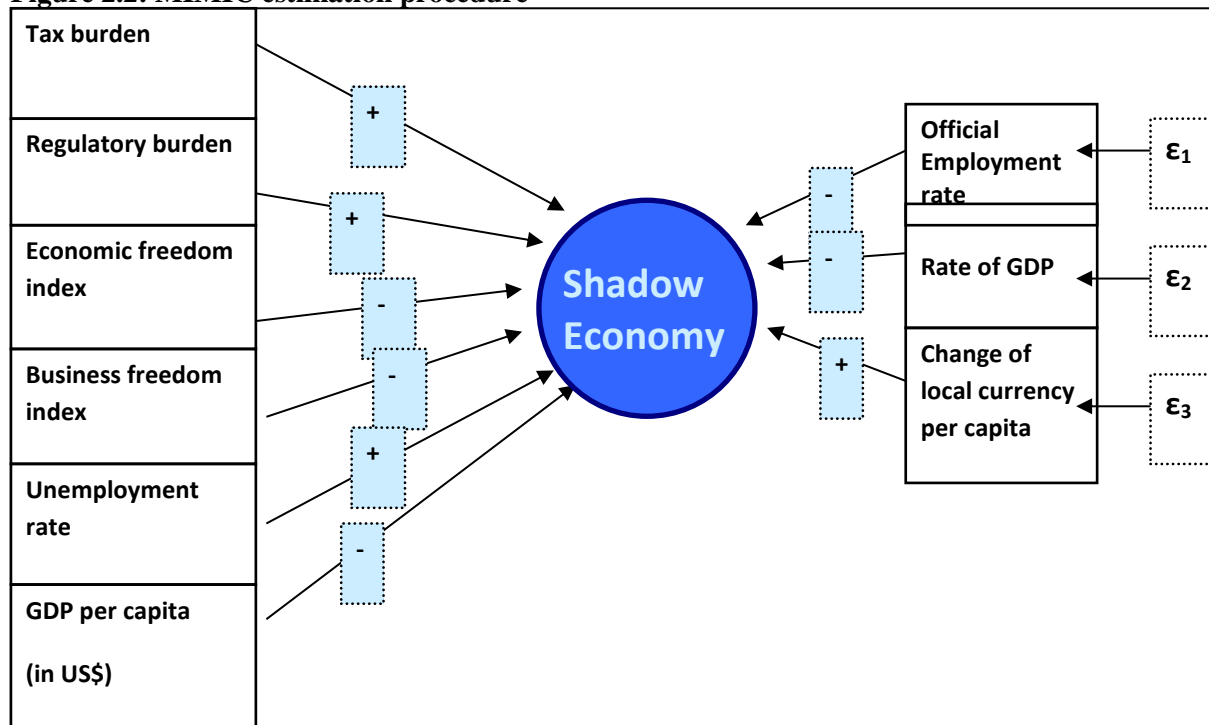 Figure 2.2: MIMIC estimation procedure
Tax burden
+
Regulatory burden
+
Economic freedom
index
-
Business freedom
index
-
Unemployment
rate
+
GDP per capita
(in US$)
-
Shadow
Economy
Official
Employment
rate
-
ε1
Rate of GDP
-
ε2
Change of
local currency
per capita
+
ε3